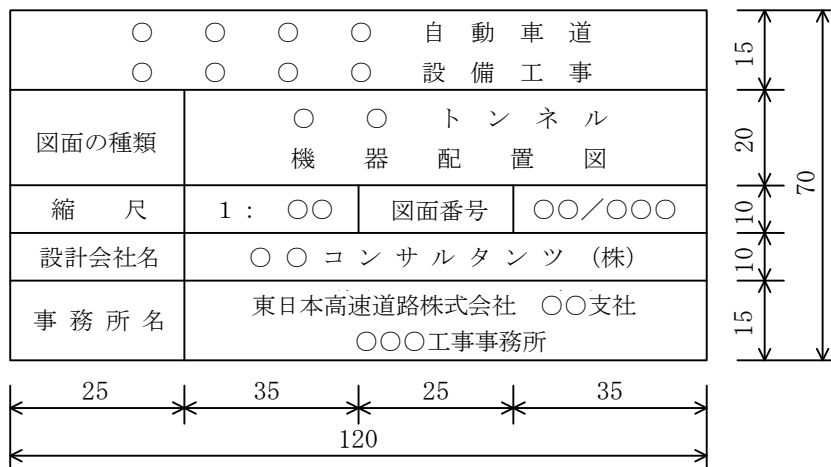 ○ ○ ○ ○ 自動車道
○ ○ ○ ○ 設備工事
図面の種類
○ ○ トンネル
機器配置図
縮 尺 1: ○○ 図面番号 ○○/○○○
設計会社名 ○○コンサルタンツ (株)
事務所名
東日本高速道路株式会社 ○○支社
○○○工事事務所
15
20
10
10
15
70
25 35 25 35
120